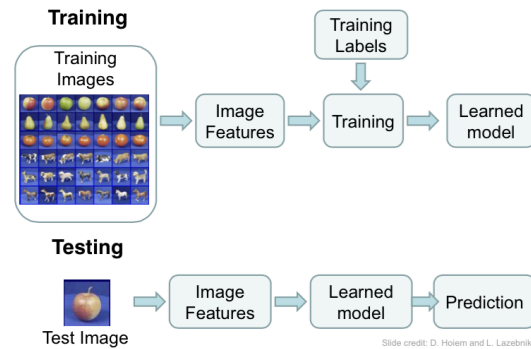 Training
Training
Images
Training
Labels
Image
Features
Training
Learned
model
Testing
Test Image
Image
Features
Learned
model
Prediction
Slide credit: D. Hoiem and L. Lazebnik